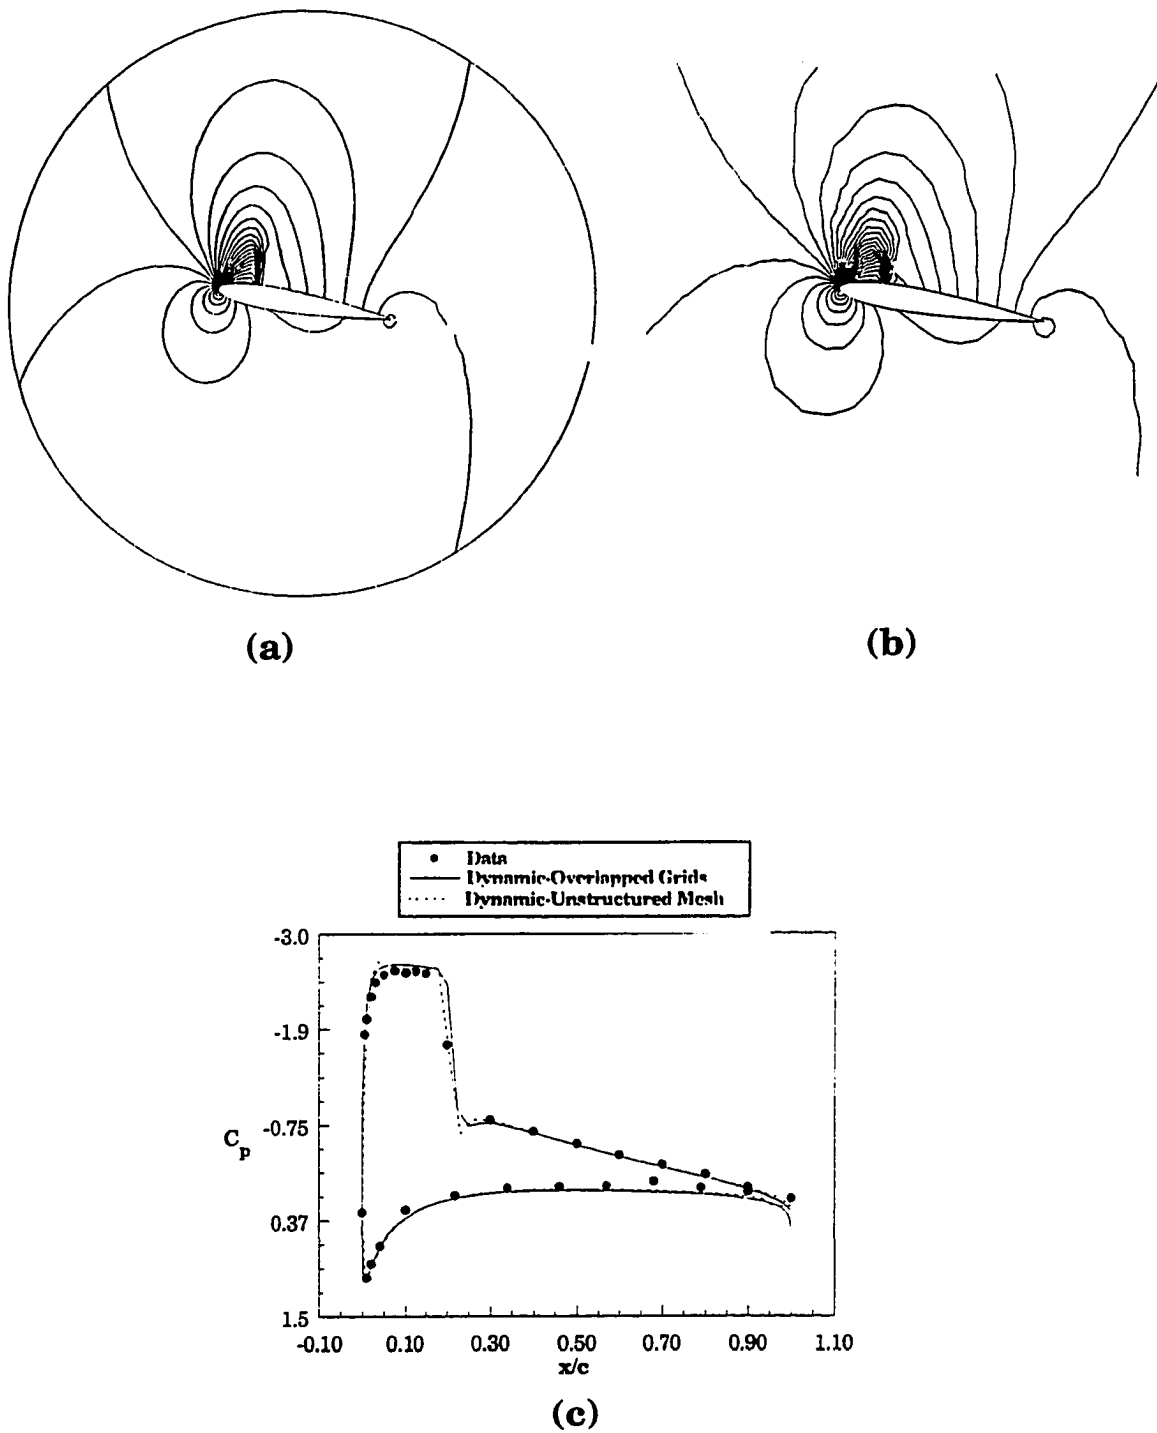 (a)
(b)
Data
Dynamic-Overlapped Grids
Dynamic-Unstructured Mesh
-3.0
-1.9
-0.75
0.37
1.5
Cp
-0.10 0.10 0.30 0.50 0.70 0.90 1.10
x/c
(c)